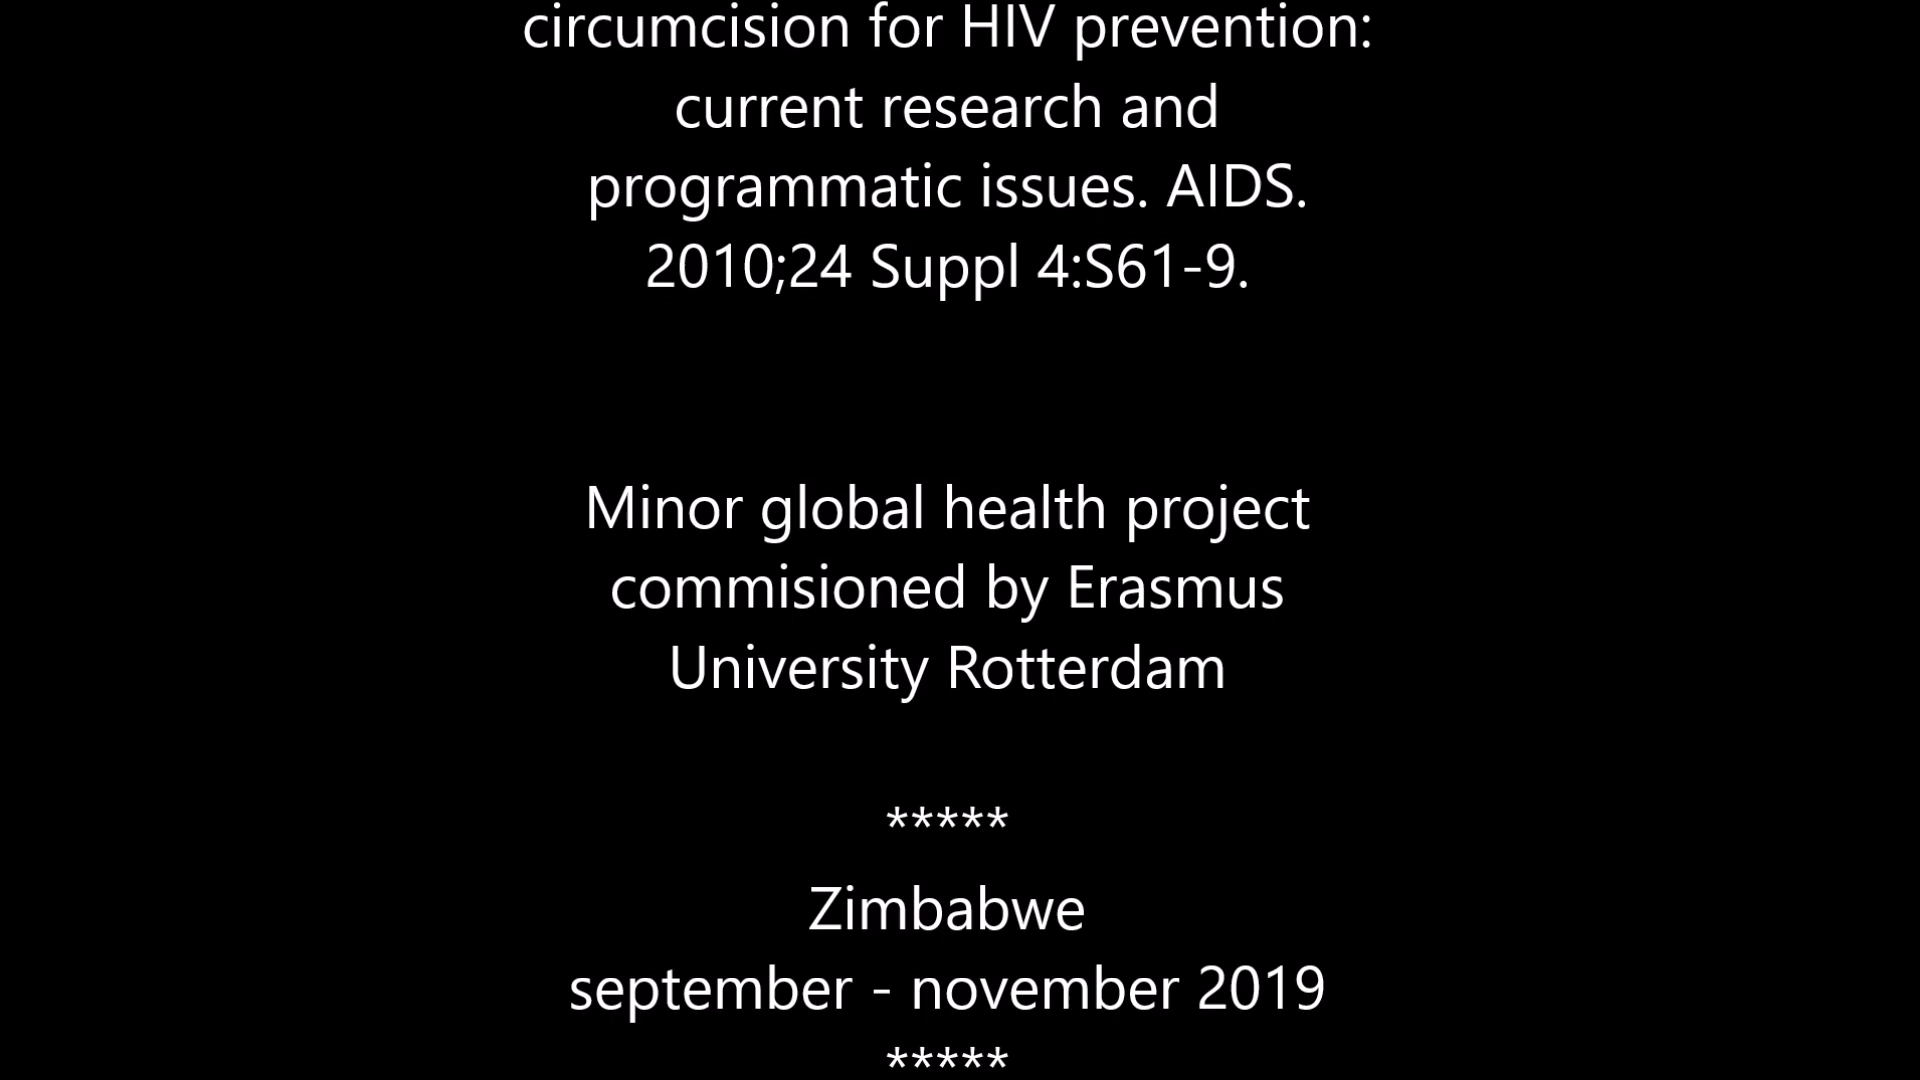 circumcision for HIV prevention:
current research and
programmatic issues. AIDS.
2010;24 Suppl 4:S61-9.
Minor global health project
commisioned by Erasmus
University Rotterdam
*****
Zimbabwe
september - november 2019
*****